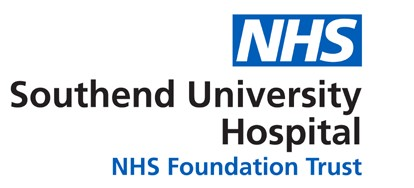 NHS
Southend University
Hospital
NHS Foundation Trust